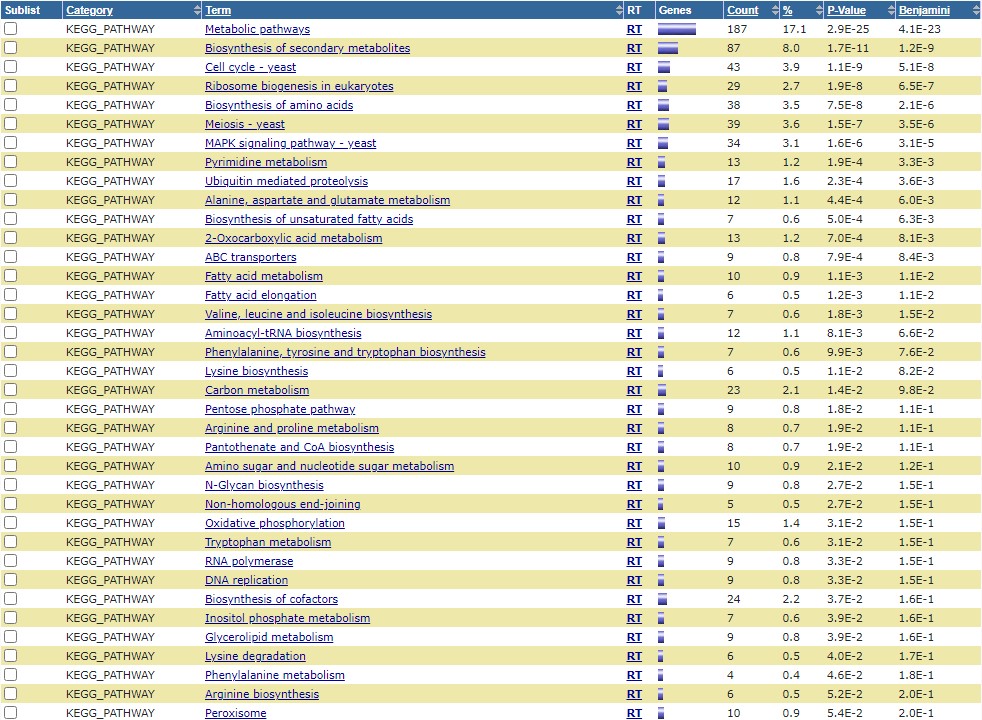 Sublist Category Term RT Genes Count % P-Value Benjamini
KEGG_PATHWAY Metabolic pathways RT 187 17.1 2.9E-25 4.1E-23
KEGG_PATHWAY Biosynthesis of secondary metabolites RT 87 8.0 1.7E-11 1.2E-9
KEGG_PATHWAY Cell cycle - yeast RT 43 3.9 1.1E-9 5.1E-8
KEGG_PATHWAY Ribosome biogenesis in eukaryotes RT 29 2.7 1.9E-8 6.5E-7
KEGG_PATHWAY Biosynthesis of amino acids RT 38 3.5 7.5E-8 2.1E-6
KEGG_PATHWAY Meiosis - yeast RT 39 3.6 1.5E-7 3.5E-6
KEGG_PATHWAY MAPK signaling pathway - yeast RT 34 3.1 1.6E-6 3.1E-5
KEGG_PATHWAY Pyrimidine metabolism RT 13 1.2 1.9E-4 3.3E-3
KEGG_PATHWAY Ubiquitin mediated proteolysis RT 17 1.6 2.3E-4 3.6E-3
KEGG_PATHWAY Alanine, aspartate and glutamate metabolism RT 12 1.1 4.4E-4 6.0E-3
KEGG_PATHWAY Biosynthesis of unsaturated fatty acids RT 7 0.6 5.0E-4 6.3E-3
KEGG_PATHWAY 2-Oxocarboxylic acid metabolism RT 13 1.2 7.0E-4 8.1E-3
KEGG_PATHWAY ABC transporters RT 9 0.8 7.9E-4 8.4E-3
KEGG_PATHWAY Fatty acid metabolism RT 10 0.9 1.1E-3 1.1E-2
KEGG_PATHWAY Fatty acid elongation RT 6 0.5 1.2E-3 1.1E-2
KEGG_PATHWAY Valine, leucine and isoleucine biosynthesis RT 7 0.6 1.8E-3 1.5E-2
KEGG_PATHWAY Aminoacyl-tRNA biosynthesis RT 12 1.1 8.1E-3 6.6E-2
KEGG_PATHWAY Phenylalanine, tyrosine and tryptophan biosynthesis RT 7 0.6 9.9E-3 7.6E-2
KEGG_PATHWAY Lysine biosynthesis RT 6 0.5 1.1E-2 8.2E-2
KEGG_PATHWAY Carbon metabolism RT 23 2.1 1.4E-2 9.8E-2
KEGG_PATHWAY Pentose phosphate pathway RT 9 0.8 1.8E-2 1.1E-1
KEGG_PATHWAY Arginine and proline metabolism RT 8 0.7 1.9E-2 1.1E-1
KEGG_PATHWAY Pantothenate and CoA biosynthesis RT 8 0.7 1.9E-2 1.1E-1
KEGG_PATHWAY Amino sugar and nucleotide sugar metabolism RT 10 0.9 2.1E-2 1.2E-1
KEGG_PATHWAY N-Glycan biosynthesis RT 9 0.8 2.7E-2 1.5E-1
KEGG_PATHWAY Non-homologous end-joining RT 5 0.5 2.7E-2 1.5E-1
KEGG_PATHWAY Oxidative phosphorylation RT 15 1.4 3.1E-2 1.5E-1
KEGG_PATHWAY Tryptophan metabolism RT 7 0.6 3.1E-2 1.5E-1
KEGG_PATHWAY RNA polymerase RT 9 0.8 3.3E-2 1.5E-1
KEGG_PATHWAY DNA replication RT 9 0.8 3.3E-2 1.5E-1
KEGG_PATHWAY Biosynthesis of cofactors RT 24 2.2 3.7E-2 1.6E-1
KEGG_PATHWAY Inositol phosphate metabolism RT 7 0.6 3.9E-2 1.6E-1
KEGG_PATHWAY Glycerolipid metabolism RT 9 0.8 3.9E-2 1.6E-1
KEGG_PATHWAY Lysine degradation RT 6 0.5 4.0E-2 1.7E-1
KEGG_PATHWAY Phenylalanine metabolism RT 4 0.4 4.6E-2 1.8E-1
KEGG_PATHWAY Arginine biosynthesis RT 6 0.5 5.2E-2 2.0E-1
KEGG_PATHWAY Peroxisome RT 10 0.9 5.4E-2 2.0E-1